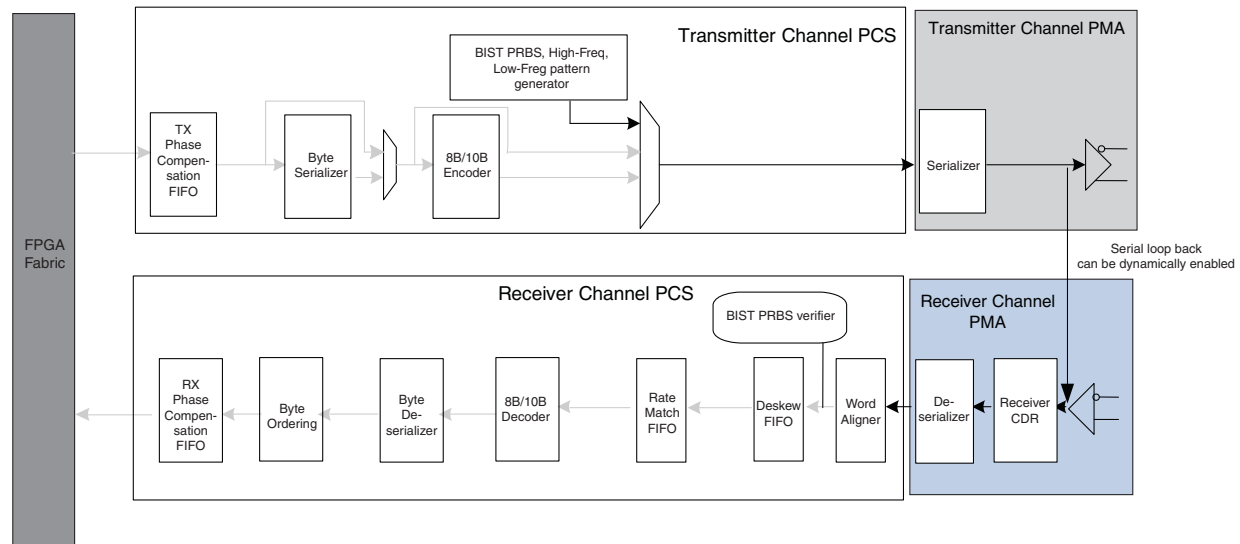 Transmitter Channel PCS
BIST PRBS, High-Freq,
Low-Freg pattern
generator
TX
Phase
Compen-
sation
FIFO
Byte
Serializer
8B/10B
Encoder
Transmitter Channel PMA
Serializer
FPGA
Fabric
Serial loop back
can be dynamically enabled
Receiver Channel PCS
BIST PRBS verifier
RX
Phase
Compen-
sation
FIFO
Byte
Ordering
Byte
De-
serializer
8B/10B
Decoder
Rate
Match
FIFO
Deskew
FIFO
Word
Aligner
Receiver Channel
PMA
De-
serializer
Receiver
CDR